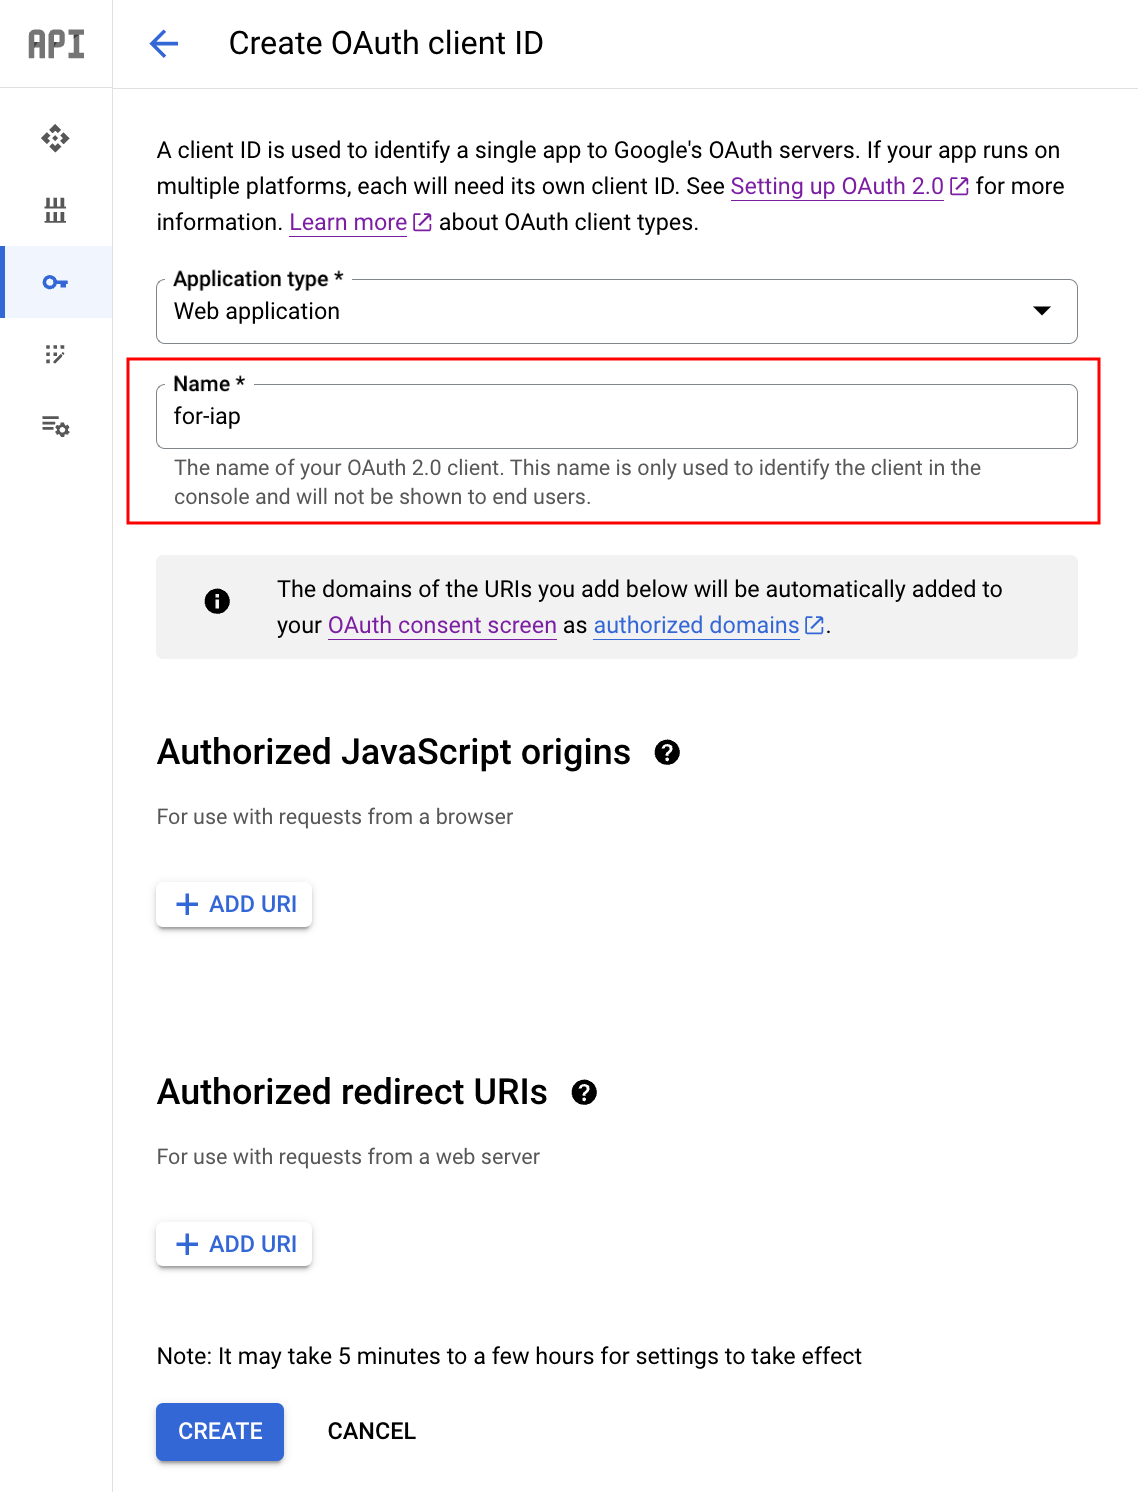 API
Create OAuth client ID
A client ID is used to identify a single app to Google's OAuth servers. If your app runs on
multiple platforms, each will need its own client ID. See Setting up OAuth 2.0 for more
information. Learn more about OAuth client types.
Application type *
Web application
Name *
for-iap
The name of your OAuth 2.0 client. This name is only used to identify the client in the
console and will not be shown to end users.
The domains of the URIs you add below will be automatically added to
your OAuth consent screen as authorized domains.
Authorized JavaScript origins
For use with requests from a browser
ADD URI
Authorized redirect URIs
For use with requests from a web server
ADD URI
Note: It may take 5 minutes to a few hours for settings to take effect
CREATE CANCEL